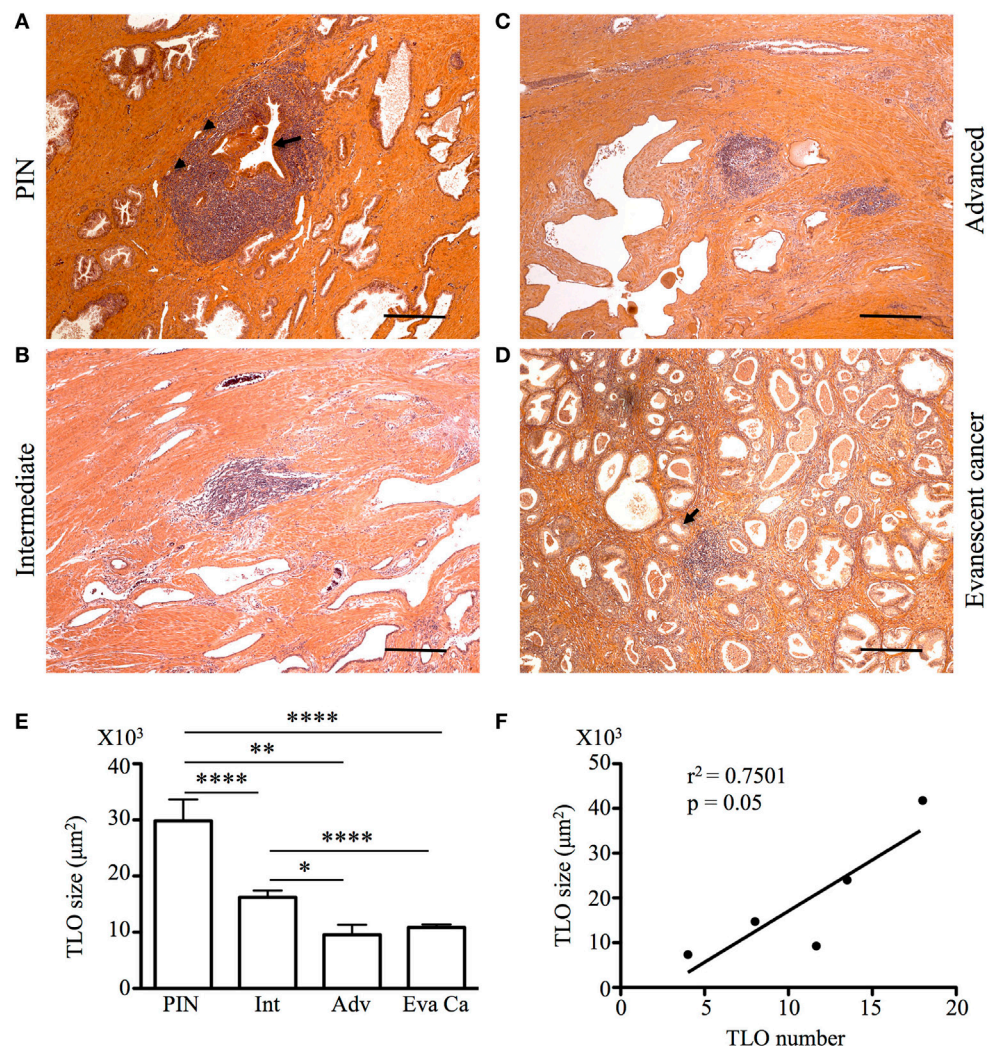 A
PIN
C
Advanced
B
Intermediate
D
Evanescent cancer
E
X10³
TLO size (µm²)
40
30
20
10
0
****
**
****
****
*
PIN Int Adv Eva Ca
F
X10³
TLO size (µm²)
50
40
30
20
10
0
r² = 0.7501
p = 0.05
0 5 10 15 20
TLO number